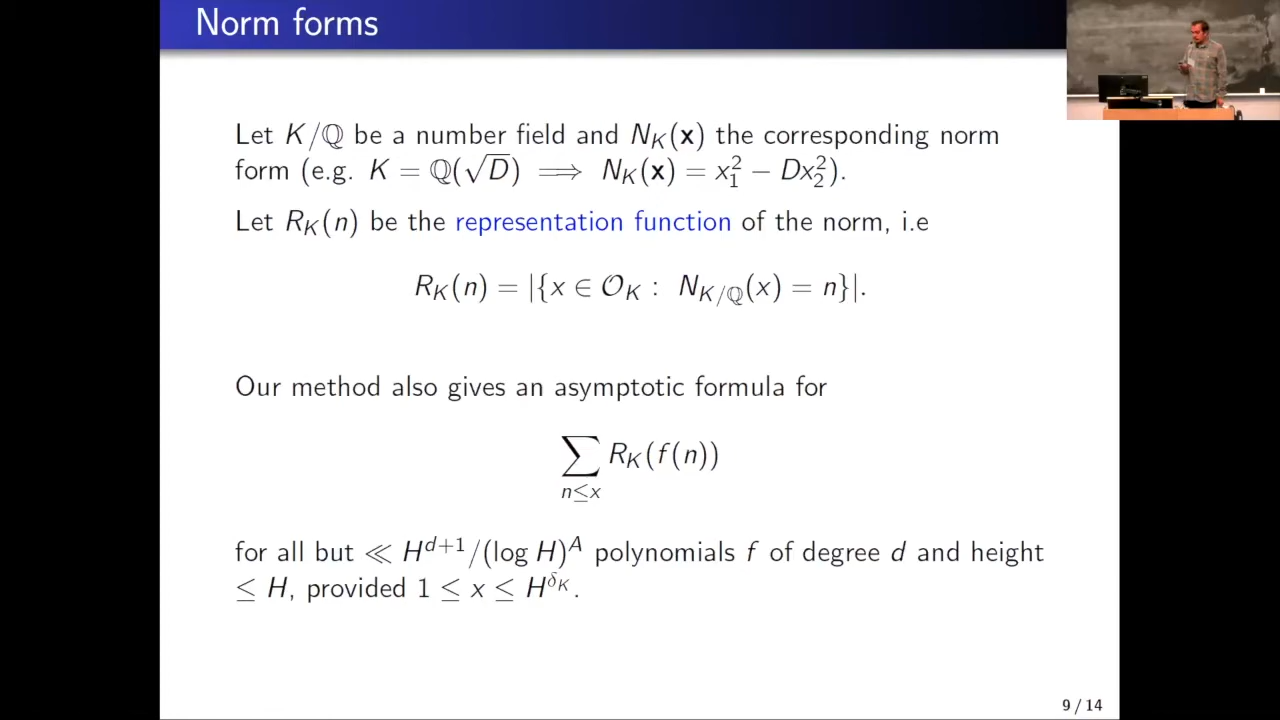 Norm forms
Let K/ℚ be a number field and N_K(𝐱) the corresponding norm
form (e.g. K = ℚ(√D) ⟹ N_K(𝐱) = x_1^2 − Dx_2^2).
Let R_K(n) be the representation function of the norm, i.e
R_K(n) = |{x ∈ 𝒪_K : N_{K/ℚ}(x) = n}|.
Our method also gives an asymptotic formula for
∑_{n≤x} R_K(f(n))
for all but ≪ H^{d+1}/(log H)^A polynomials f of degree d and height
≤ H, provided 1 ≤ x ≤ H^{δ_K}.
9 / 14